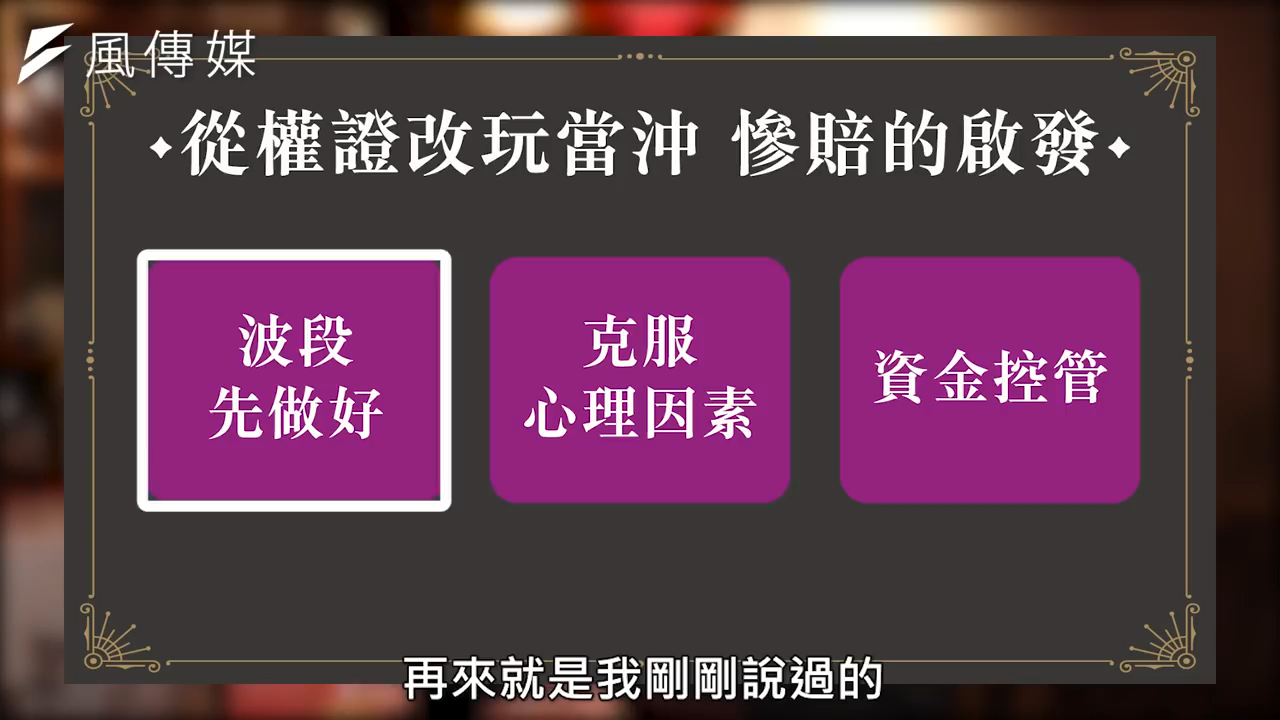 風傳媒
從權證改玩當沖 慘賠的啟發
波段
先做好
克服
心理因素
資金控管
再來就是我剛剛說過的